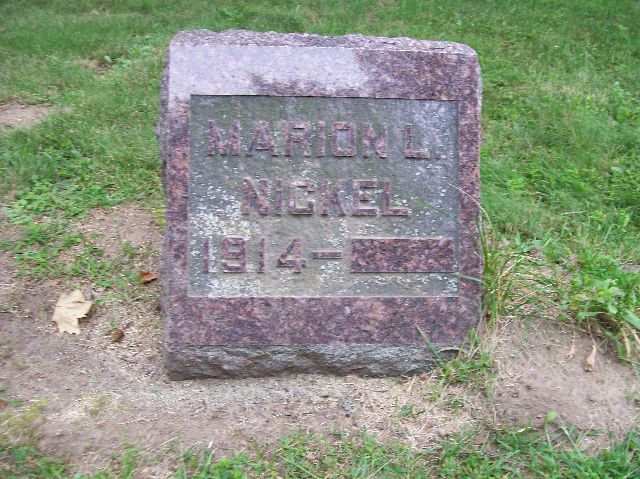 MARION L.
NICKEL
1914-